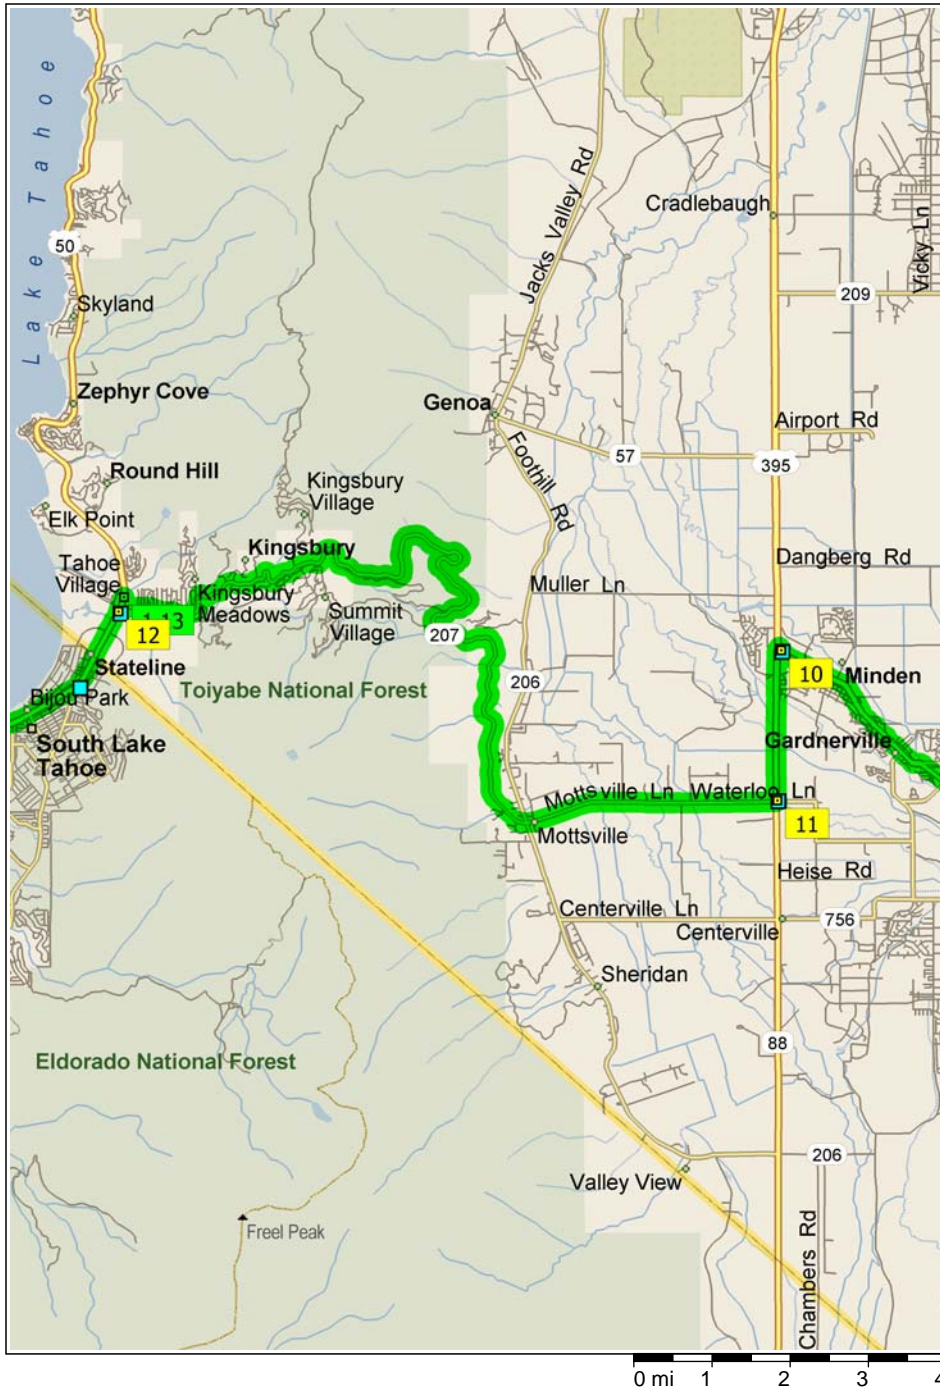 Lake Tahoe
50
Skyland
Zephyr Cove
Round Hill
Elk Point
Tahoe
Village
Kingsbury
Village
Kingsbury
Kingsbury
Meadows
Summit
Village
12
Stateline
Bijou Park
South Lake
Tahoe
Toiyabe National Forest
207
Jacks Valley Rd
Genoa
Foothill Rd
57
Cradlebaugh
Vicky Ln
209
Airport Rd
395
Dangberg Rd
Muller Ln
206
10
Minden
Gardnerville
Mottsville Ln
Waterloo Ln
11
Mottsville
Heise Rd
Centerville Ln
756
Centerville
Sheridan
88
Eldorado National Forest
206
Valley View
Freel Peak
Chambers Rd
0 mi 1 2 3 4